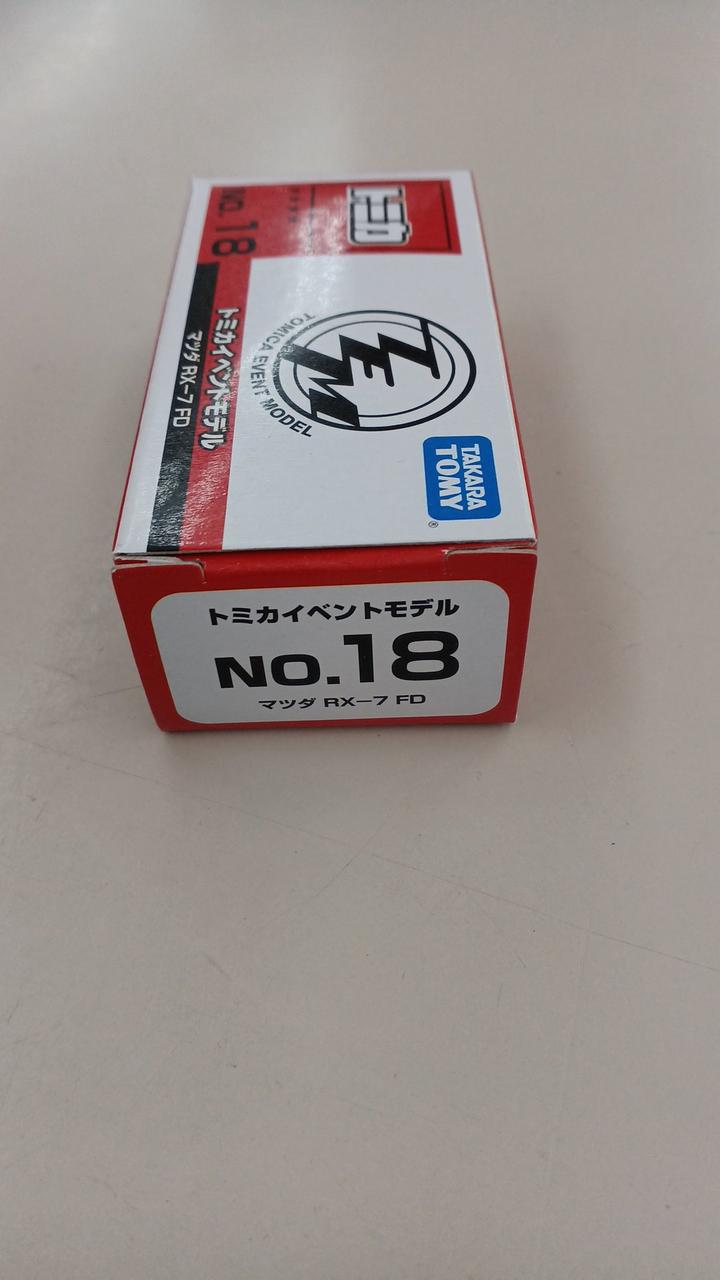 トミカ
No. 18
トミカイベントモデル
マツダ RX-7 FD
TEM
TOMICA EVENT MODEL
TAKARA
TOMY
®
トミカイベントモデル
NO.18
マツダ RX-7 FD